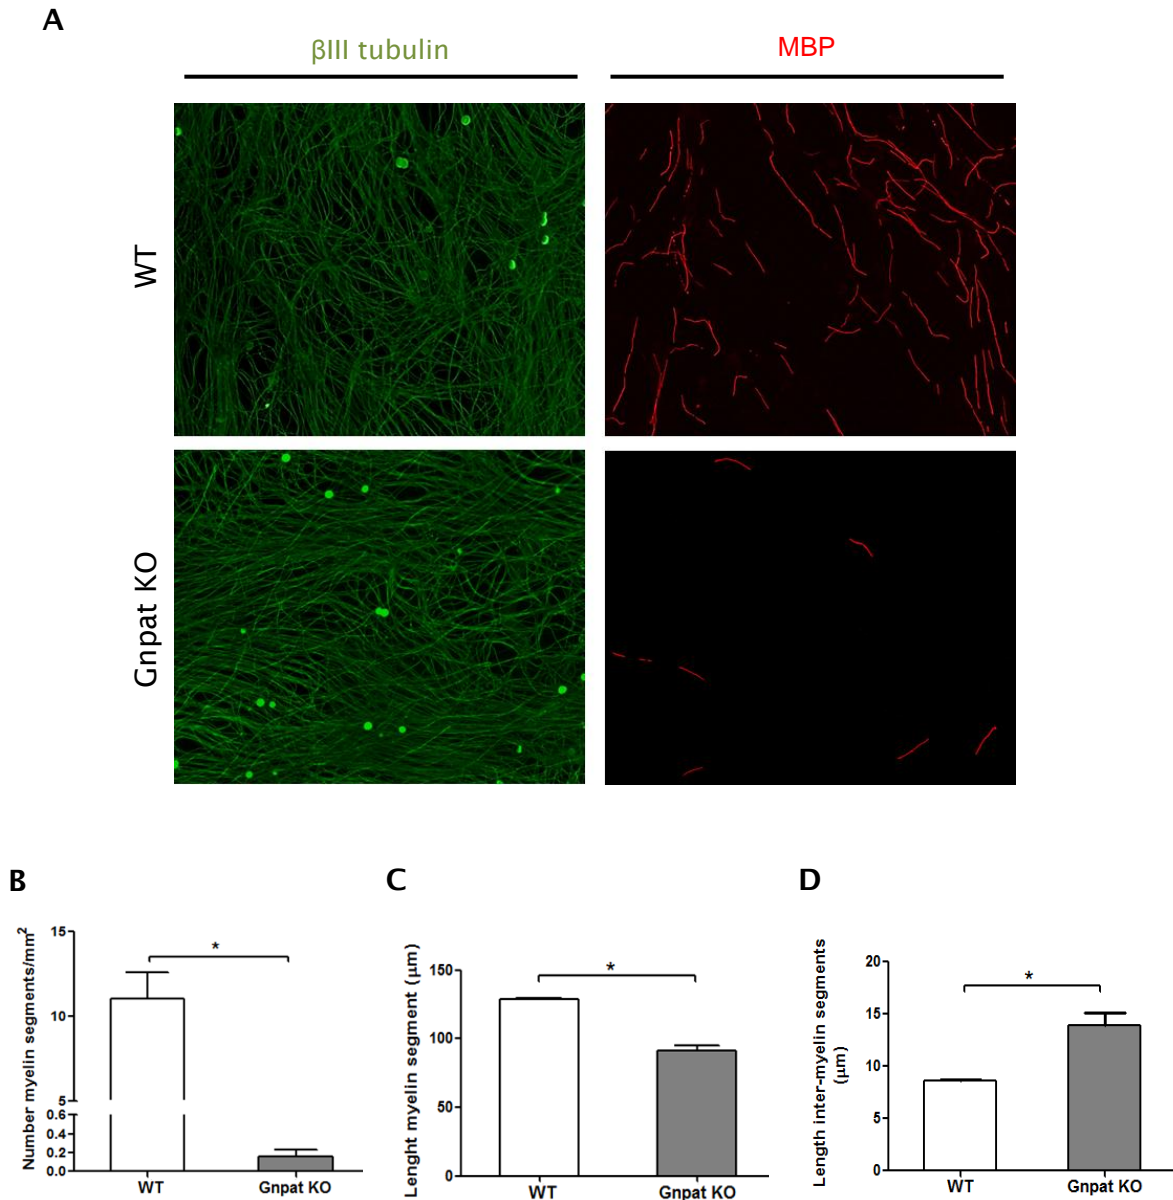 A
βIII tubulin
MBP
WT
Gnpat KO
B
Number myelin segments/mm²
15
10
5
0.6
0.4
0.2
0.0
*
WT
Gnpat KO
C
Lenght myelin segment (µm)
150
100
50
0
*
WT
Gnpat KO
D
Length inter-myelin segments
(µm)
20
15
10
5
0
*
WT
Gnpat KO